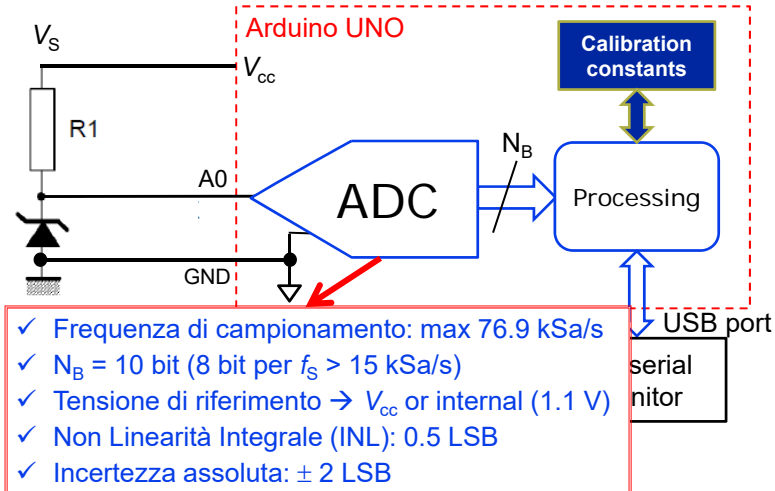 Arduino UNO
V_S
V_cc
Calibration
constants
R1
A0
ADC
N_B
Processing
GND
USB port
✓ Frequenza di campionamento: max 76.9 kSa/s
✓ N_B = 10 bit (8 bit per f_S > 15 kSa/s)
✓ Tensione di riferimento → V_cc or internal (1.1 V)
✓ Non Linearità Integrale (INL): 0.5 LSB
✓ Incertezza assoluta: ± 2 LSB
serial
nitor